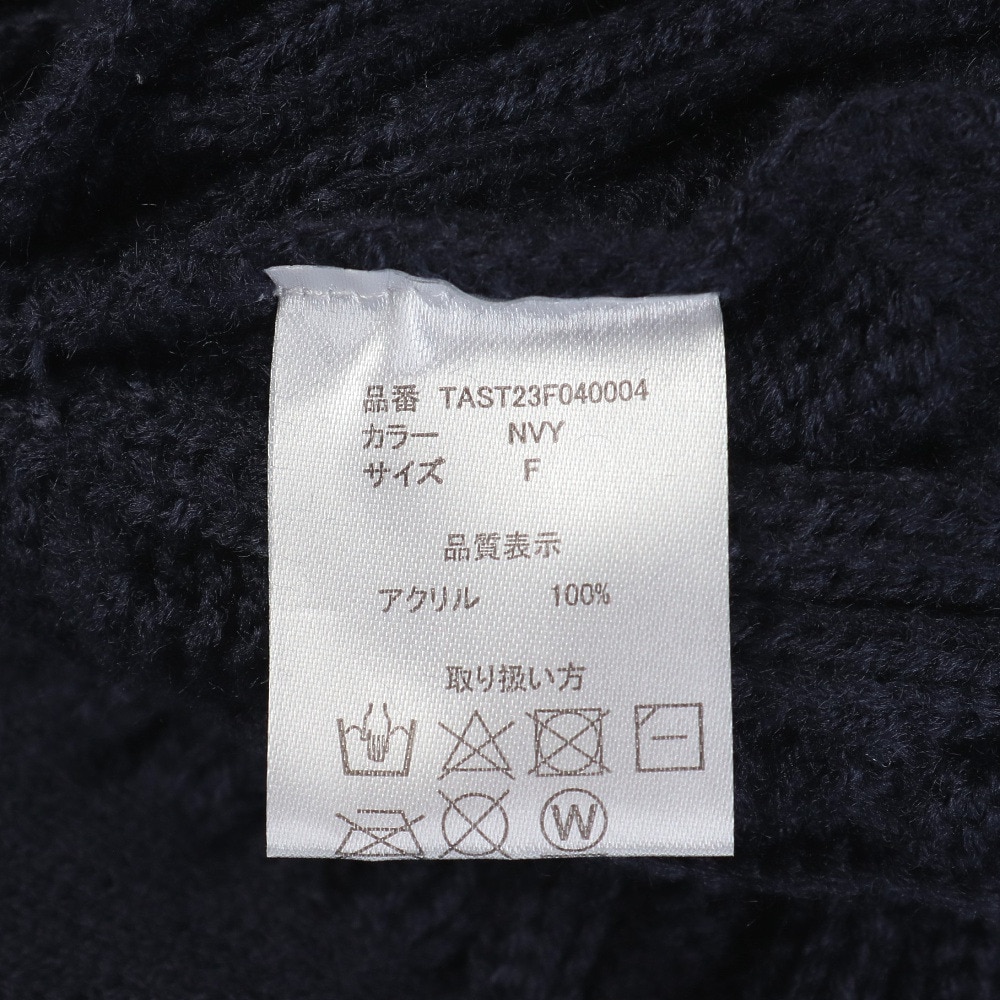 品番 TAST23F040004
カラー NVY
サイズ F
品質表示
アクリル 100%
取り扱い方
W